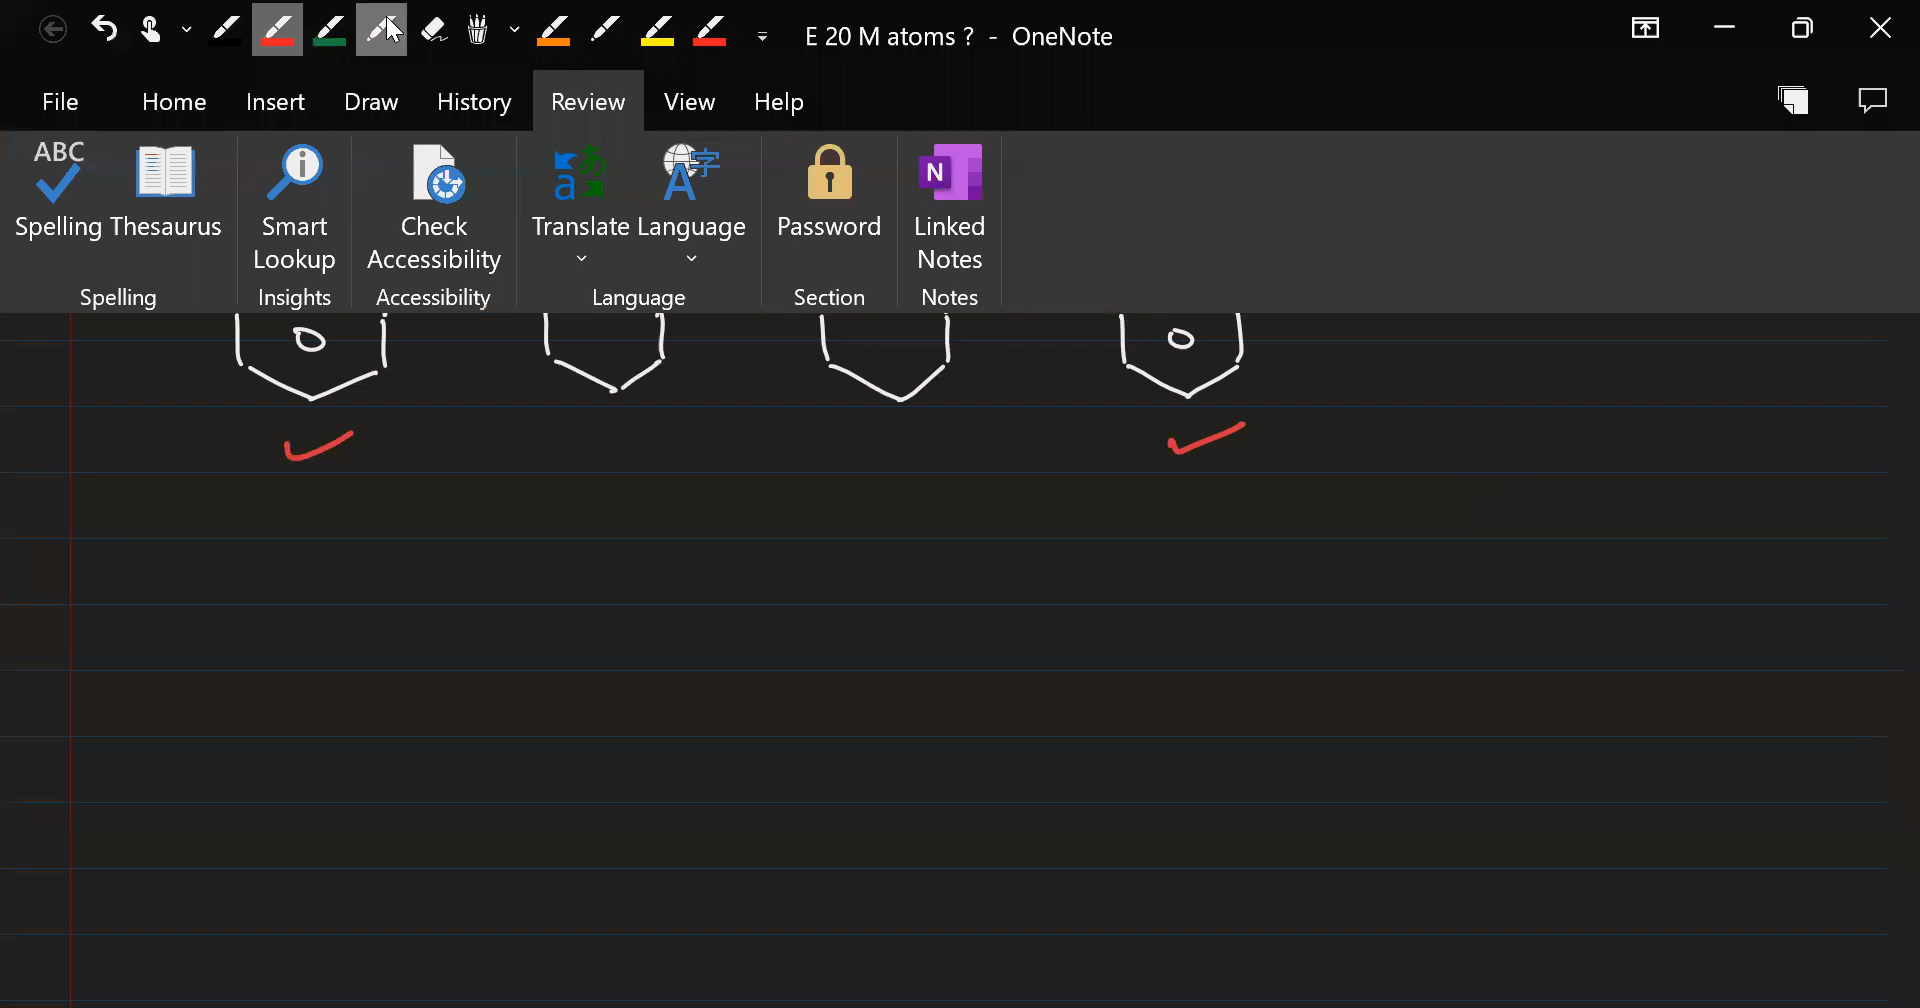 E 20 M atoms ? - OneNote
File Home Insert Draw History Review View Help
ABC
Spelling Thesaurus Smart Lookup Check Accessibility Translate Language Password Linked Notes
N
Spelling Insights Accessibility Language Section Notes